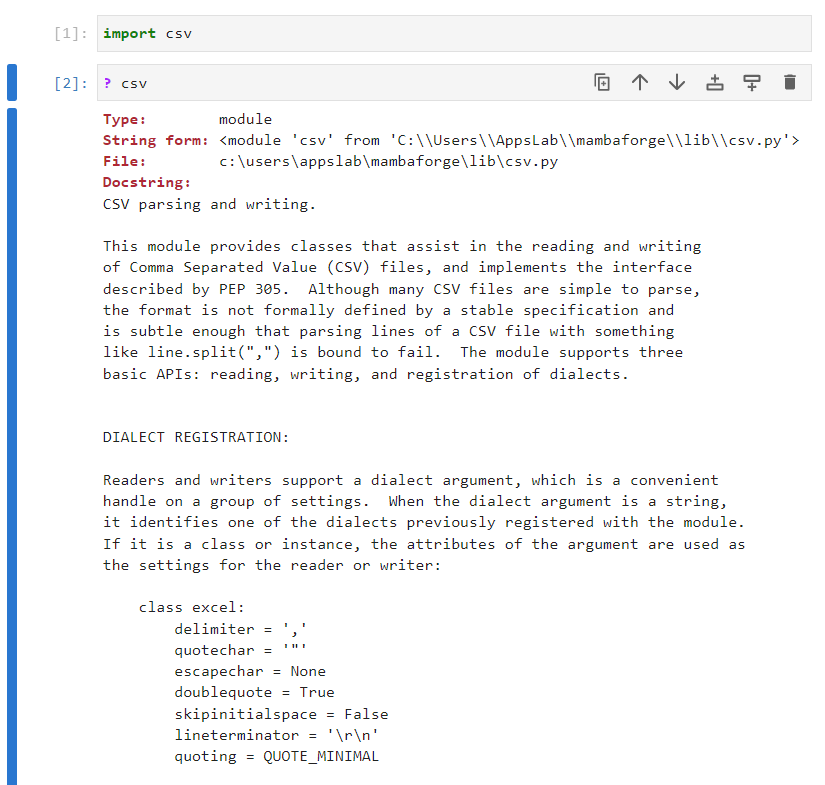 [1]: import csv
[2]: ? csv
Type:        module
String form: <module 'csv' from 'C:\\Users\\AppsLab\\mambaforge\\lib\\csv.py'>
File:        c:\users\appslab\mambaforge\lib\csv.py
Docstring:
CSV parsing and writing.

This module provides classes that assist in the reading and writing
of Comma Separated Value (CSV) files, and implements the interface
described by PEP 305.  Although many CSV files are simple to parse,
the format is not formally defined by a stable specification and
is subtle enough that parsing lines of a CSV file with something
like line.split(",") is bound to fail.  The module supports three
basic APIs: reading, writing, and registration of dialects.


DIALECT REGISTRATION:

Readers and writers support a dialect argument, which is a convenient
handle on a group of settings.  When the dialect argument is a string,
it identifies one of the dialects previously registered with the module.
If it is a class or instance, the attributes of the argument are used as
the settings for the reader or writer:

    class excel:
        delimiter = ','
        quotechar = '"'
        escapechar = None
        doublequote = True
        skipinitialspace = False
        lineterminator = '\r\n'
        quoting = QUOTE_MINIMAL